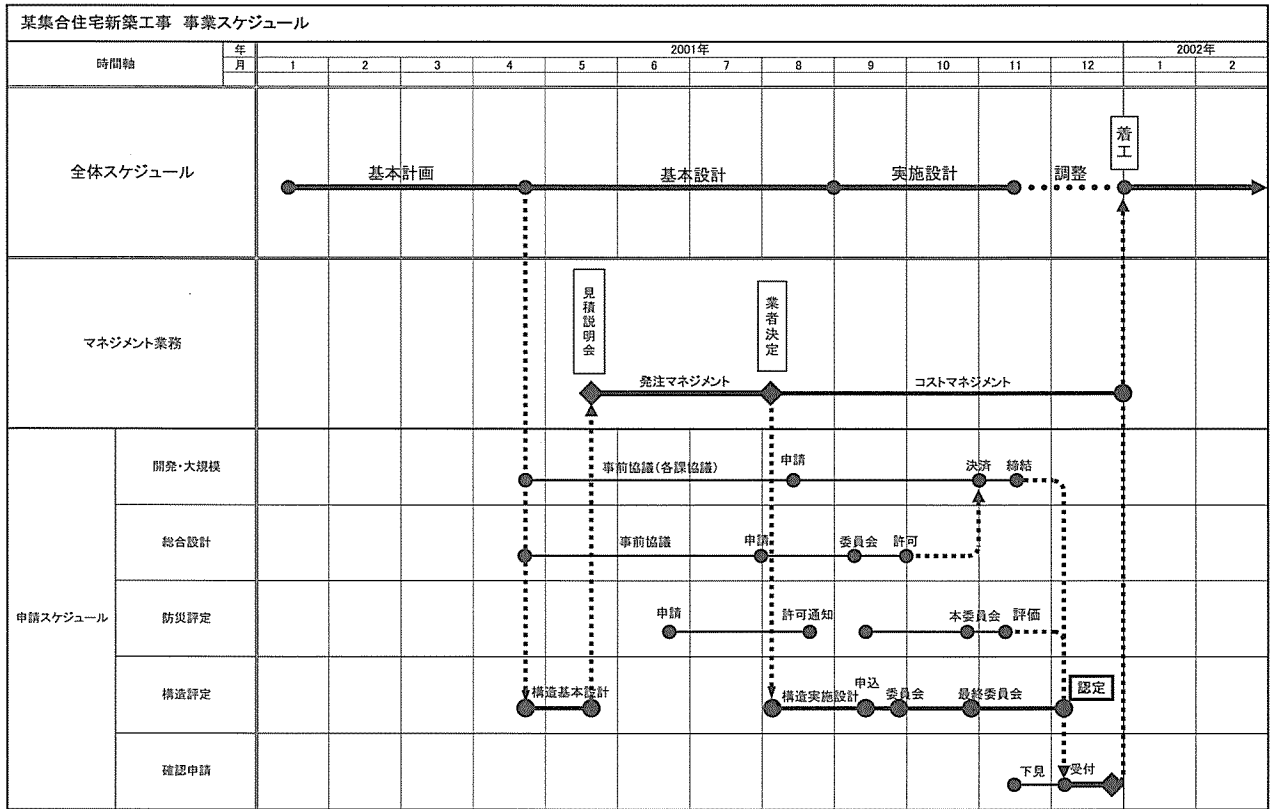 某集合住宅新築工事 事業スケジュール
時間軸
年
2001年
2002年
月
1 2 3 4 5 6 7 8 9 10 11 12 1 2
全体スケジュール
基本計画
基本設計
実施設計
調整
着工
マネジメント業務
見積説明会
業者決定
発注マネジメント
コストマネジメント
申請スケジュール
開発・大規模
事前協議(各課協議)
申請
決済
締結
総合設計
事前協議
申請
委員会
許可
防災評定
申請
許可通知
本委員会
評価
構造評定
構造基本設計
構造実施設計
申込
委員会
最終委員会
認定
確認申請
下見
受付